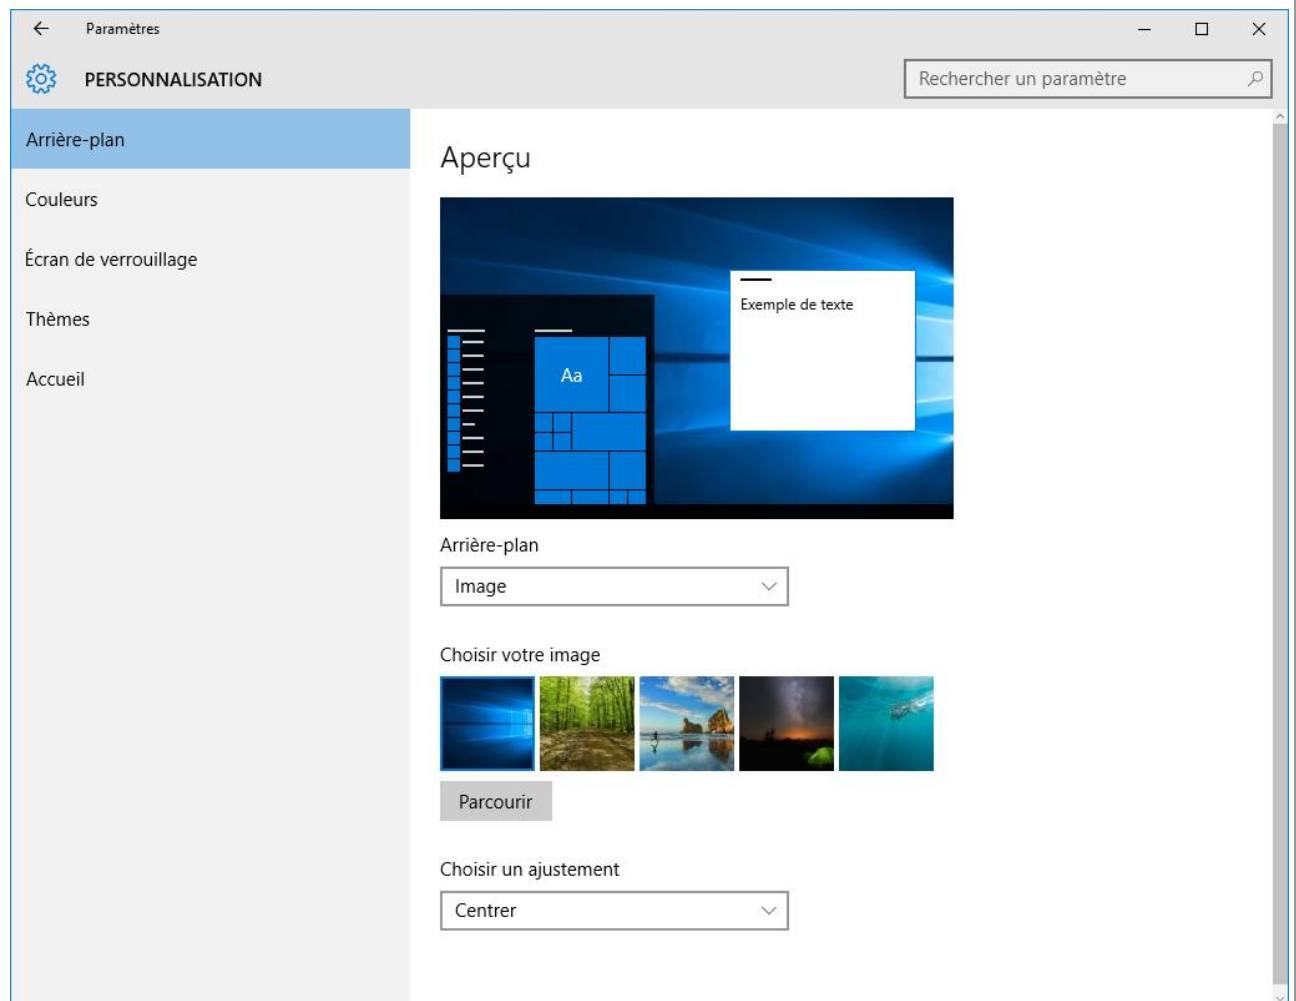 Paramètres
PERSONNALISATION
Rechercher un paramètre
Arrière-plan
Couleurs
Écran de verrouillage
Thèmes
Accueil
Aperçu
Exemple de texte
Aa
Arrière-plan
Image
Choisir votre image
Parcourir
Choisir un ajustement
Centrer